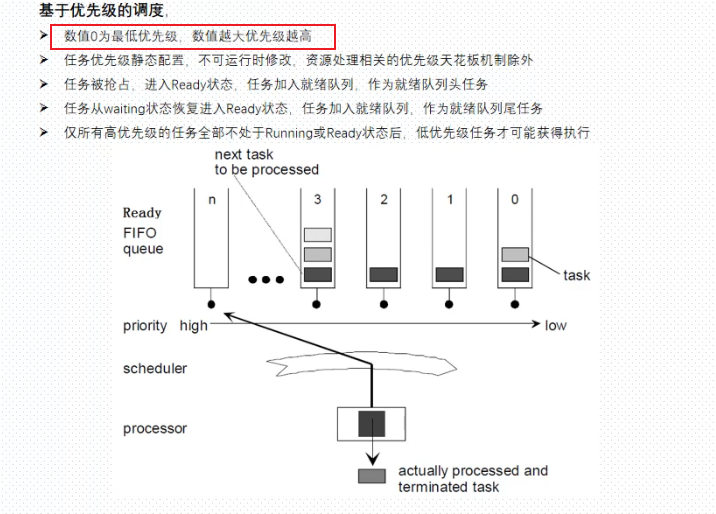 基于优先级的调度,
➤ 数值0为最低优先级，数值越大优先级越高
➤ 任务优先级静态配置，不可运行时修改，资源处理相关的优先级天花板机制除外
➤ 任务被抢占，进入Ready状态，任务加入就绪队列，作为就绪队列头任务
➤ 任务从waiting状态恢复进入Ready状态，任务加入就绪队列，作为就绪队列尾任务
➤ 仅所有高优先级的任务全部不处于Running或Ready状态后，低优先级任务才可能获得执行
next task
to be processed
n 3 2 1 0
Ready
FIFO
queue
task
priority high low
scheduler
processor
actually processed and
terminated task